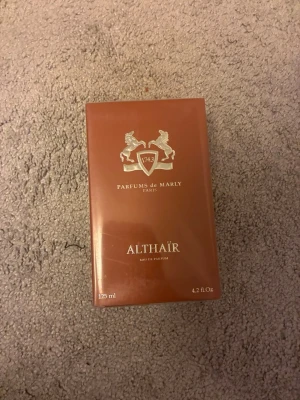 1743
PARFUMS de MARLY
PARIS
ALTHAÏR
EAU DE PARFUM
125 ml 4.2 fl.Oz